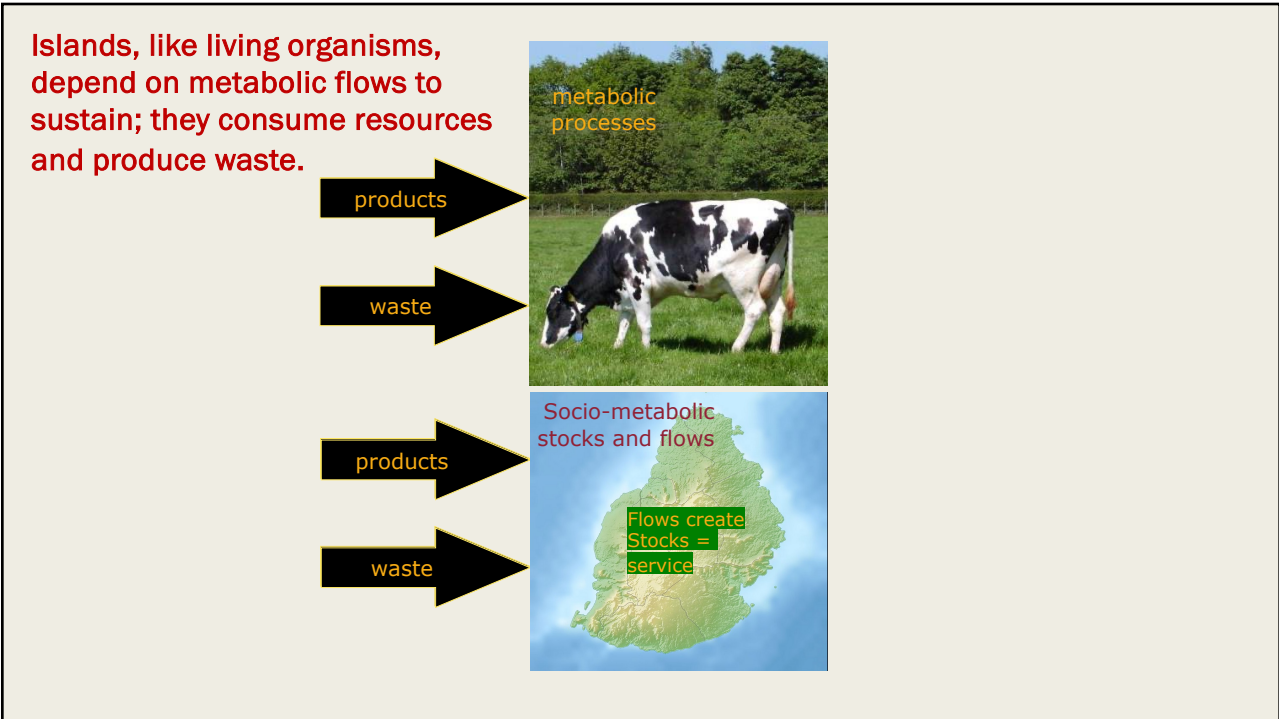 Islands, like living organisms,
depend on metabolic flows to
sustain; they consume resources
and produce waste.
metabolic
processes
products
waste
Socio-metabolic
stocks and flows
products
Flows create
Stocks =
service
waste